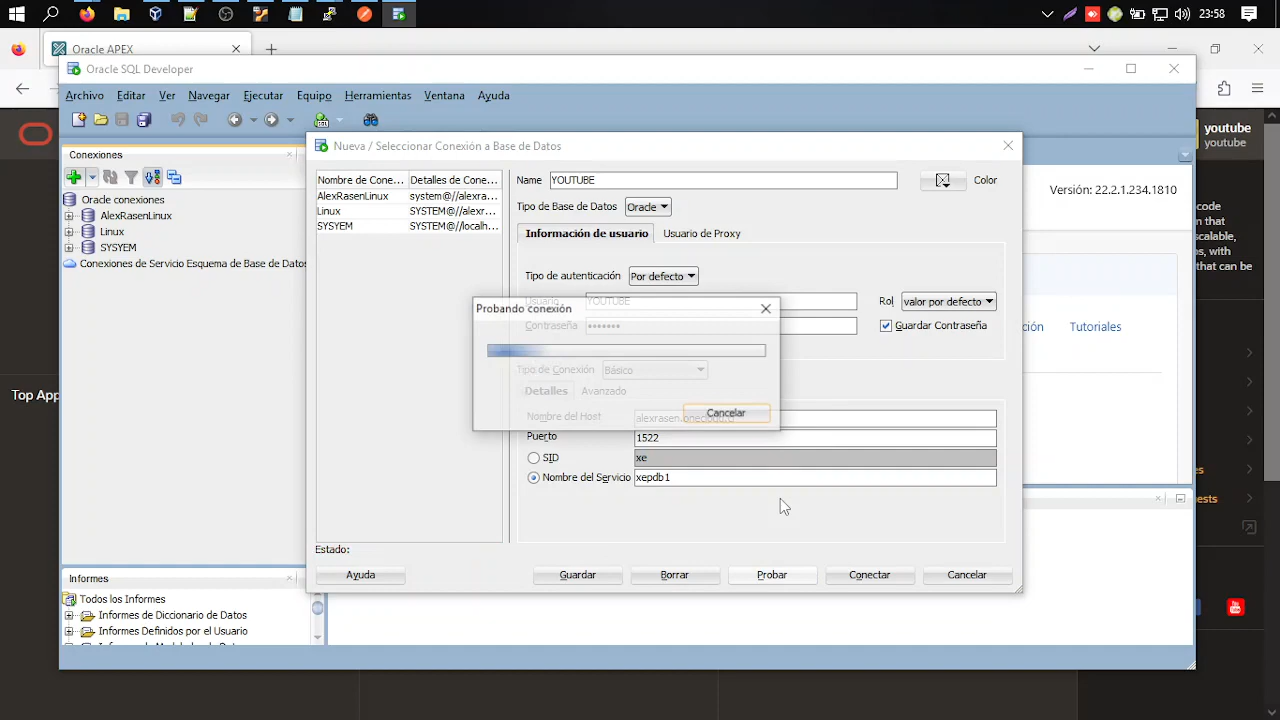 23:58
Oracle APEX
Oracle SQL Developer
Archivo Editar Ver Navegar Ejecutar Equipo Herramientas Ventana Ayuda
Conexiones
Oracle conexiones
AlexRasenLinux
Linux
SYSYEM
Conexiones de Servicio Esquema de Base de Datos
Informes
Todos los Informes
Informes de Diccionario de Datos
Informes Definidos por el Usuario
Nueva / Seleccionar Conexión a Base de Datos
Nombre de Cone... Detalles de Cone...
AlexRasenLinux system@//alexra...
Linux SYSTEM@//alexr...
SYSYEM SYSTEM@//localh...
Name YOUTUBE Color
Tipo de Base de Datos Oracle
Información de usuario Usuario de Proxy
Tipo de autenticación Por defecto
Usuario YOUTUBE Rol valor por defecto
Contraseña ••••••• Guardar Contraseña
Probando conexión
Tipo de Conexión Básico
Detalles Avanzado
Cancelar
Nombre del Host
Puerto 1522
SID xe
Nombre del Servicio xepdb1
Estado:
Ayuda Guardar Borrar Probar Conectar Cancelar
Versión: 22.2.1.234.1810
ción Tutoriales
youtube
youtube
code
n that
scalable,
s, with
at can be
Top App
s
ests